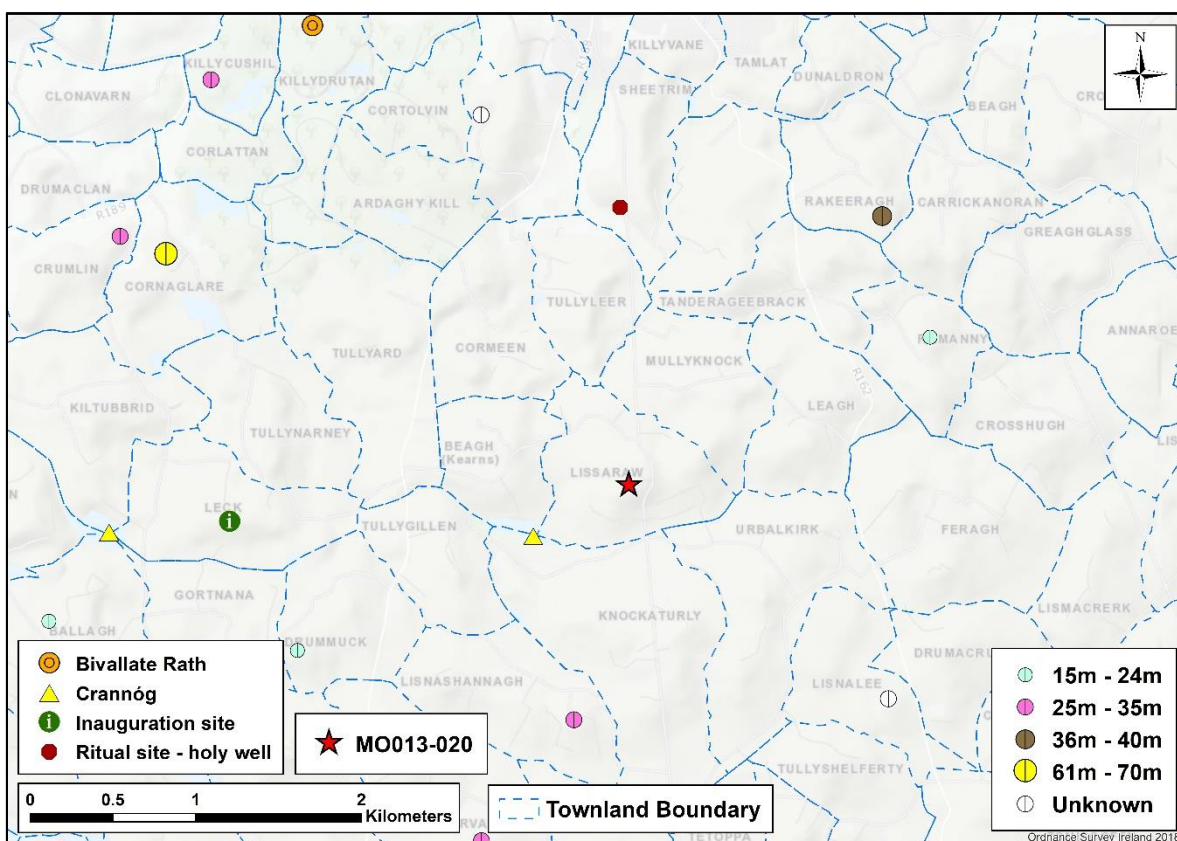 KILLYVANE
TAMLAT
N
KILLYCUSHIL
KILLYDRUTAN
DUNALDRON
SHEETRIM
CLONAVARN
CORTOLVIN
BEAGH
CORLATTAN
DRUMACLAN
ARDAGHY KILL
RAKEERAGH
CARRICKANORAN
R189
GREAGHGLASS
CRUMLIN
CORNAGLARE
TULLYLEER
TANDERAGEEBRACK
ANNAROE
TULLYARD
CORMEEN
MULLYKNOCK
R162
KILTUBBRID
LEAGH
TULLYNARNEY
CROSSHUGH
BEAGH
(Kearns)
LISSARAW
LECK
TULLYGILLEN
URBALKIRK
FERAGH
GORTNANA
KNOCKATURLY
LISMACRERK
BALLAGH
DRUMMUCK
LISNASHANNAGH
LISNALEE
TULLYSHELFERTY
TETOPPA
Bivallate Rath
Crannóg
i Inauguration site
Ritual site - holy well
MO013-020
0 0.5 1 2
Kilometers
Townland Boundary
15m - 24m
25m - 35m
36m - 40m
61m - 70m
Unknown
Ordnance Survey Ireland 2018